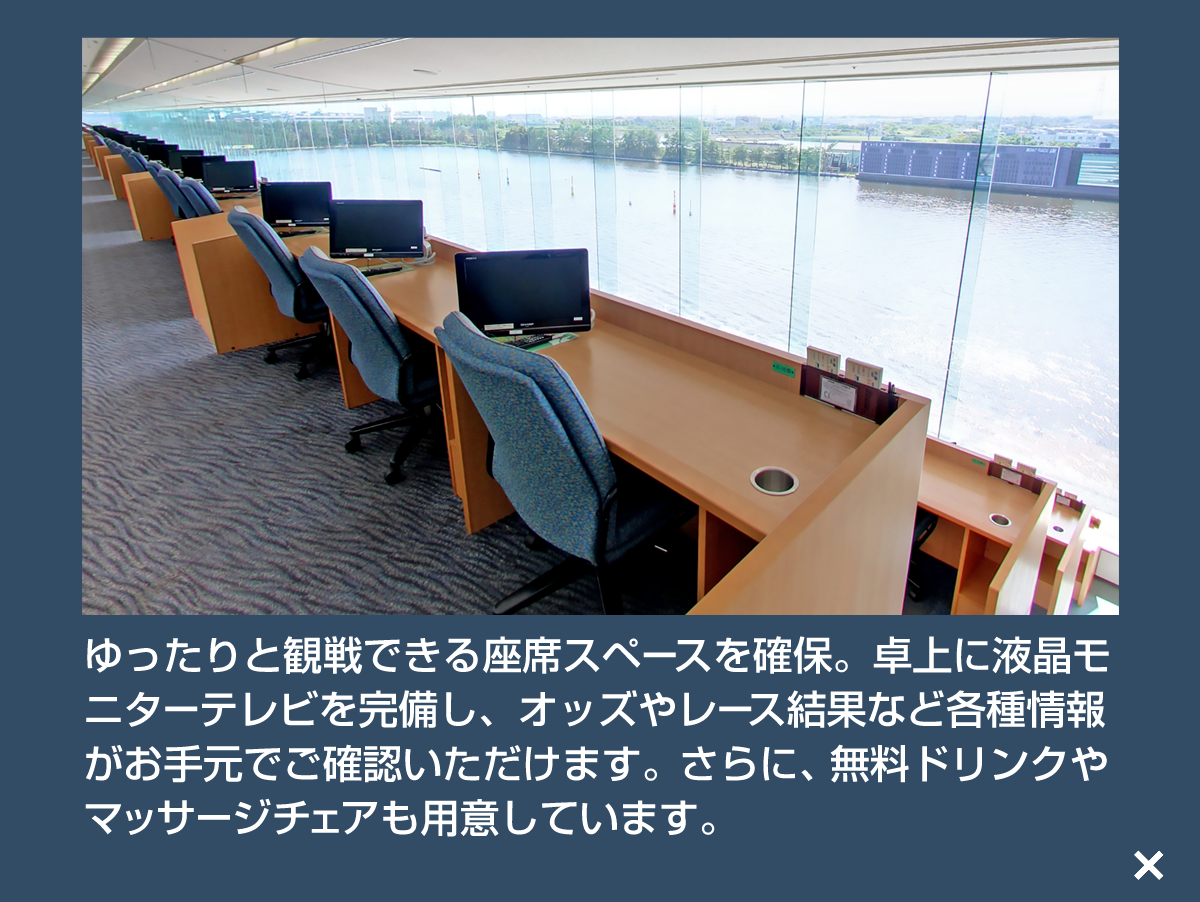 ゆったりと観戦できる座席スペースを確保。卓上に液晶モ
ニターテレビを完備し、オッズやレース結果など各種情報
がお手元でご確認いただけます。さらに、無料ドリンクや
マッサージチェアも用意しています。